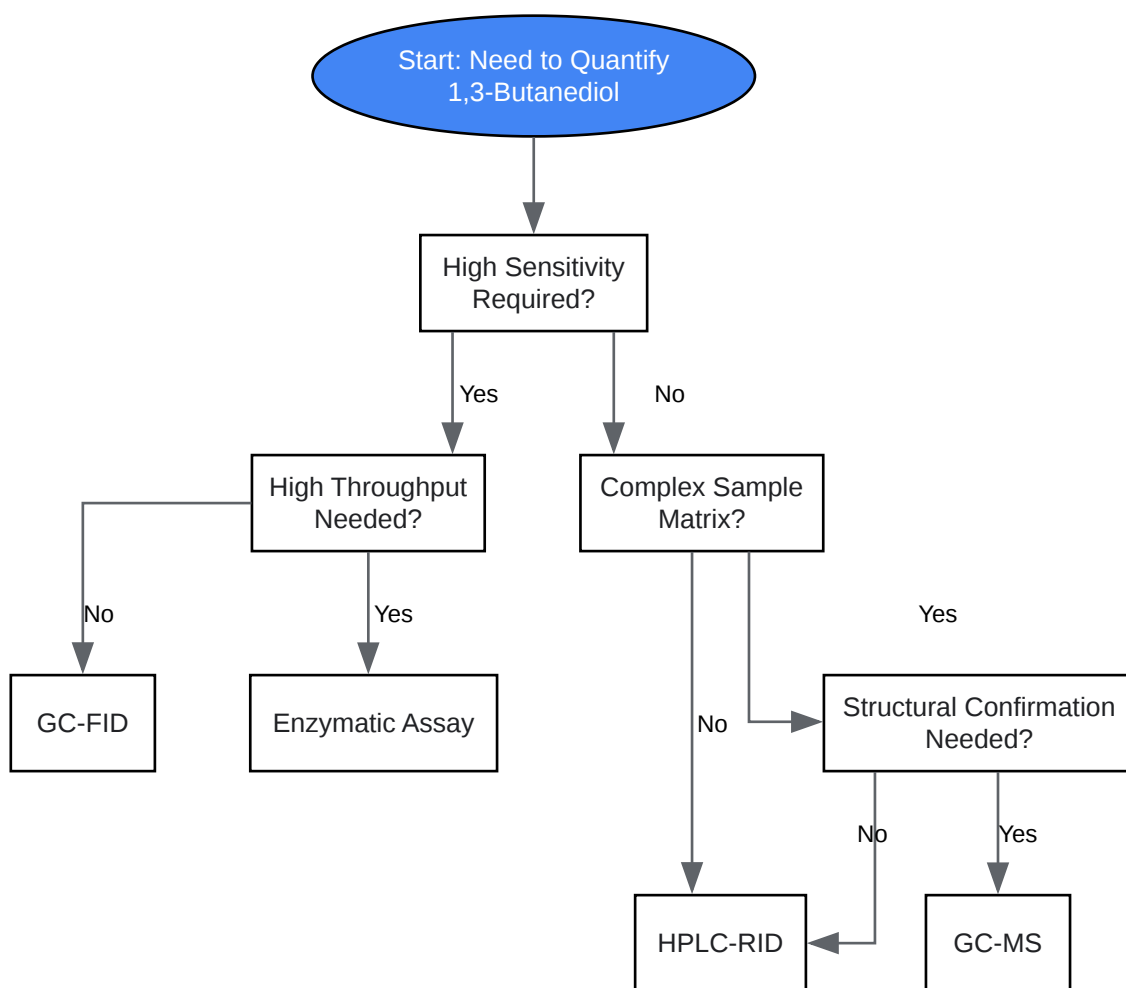 Start: Need to Quantify
1,3-Butanediol
High Sensitivity
Required?
Yes
No
High Throughput
Needed?
Complex Sample
Matrix?
No
Yes
Yes
GC-FID
Enzymatic Assay
No
Structural Confirmation
Needed?
No
Yes
HPLC-RID
GC-MS